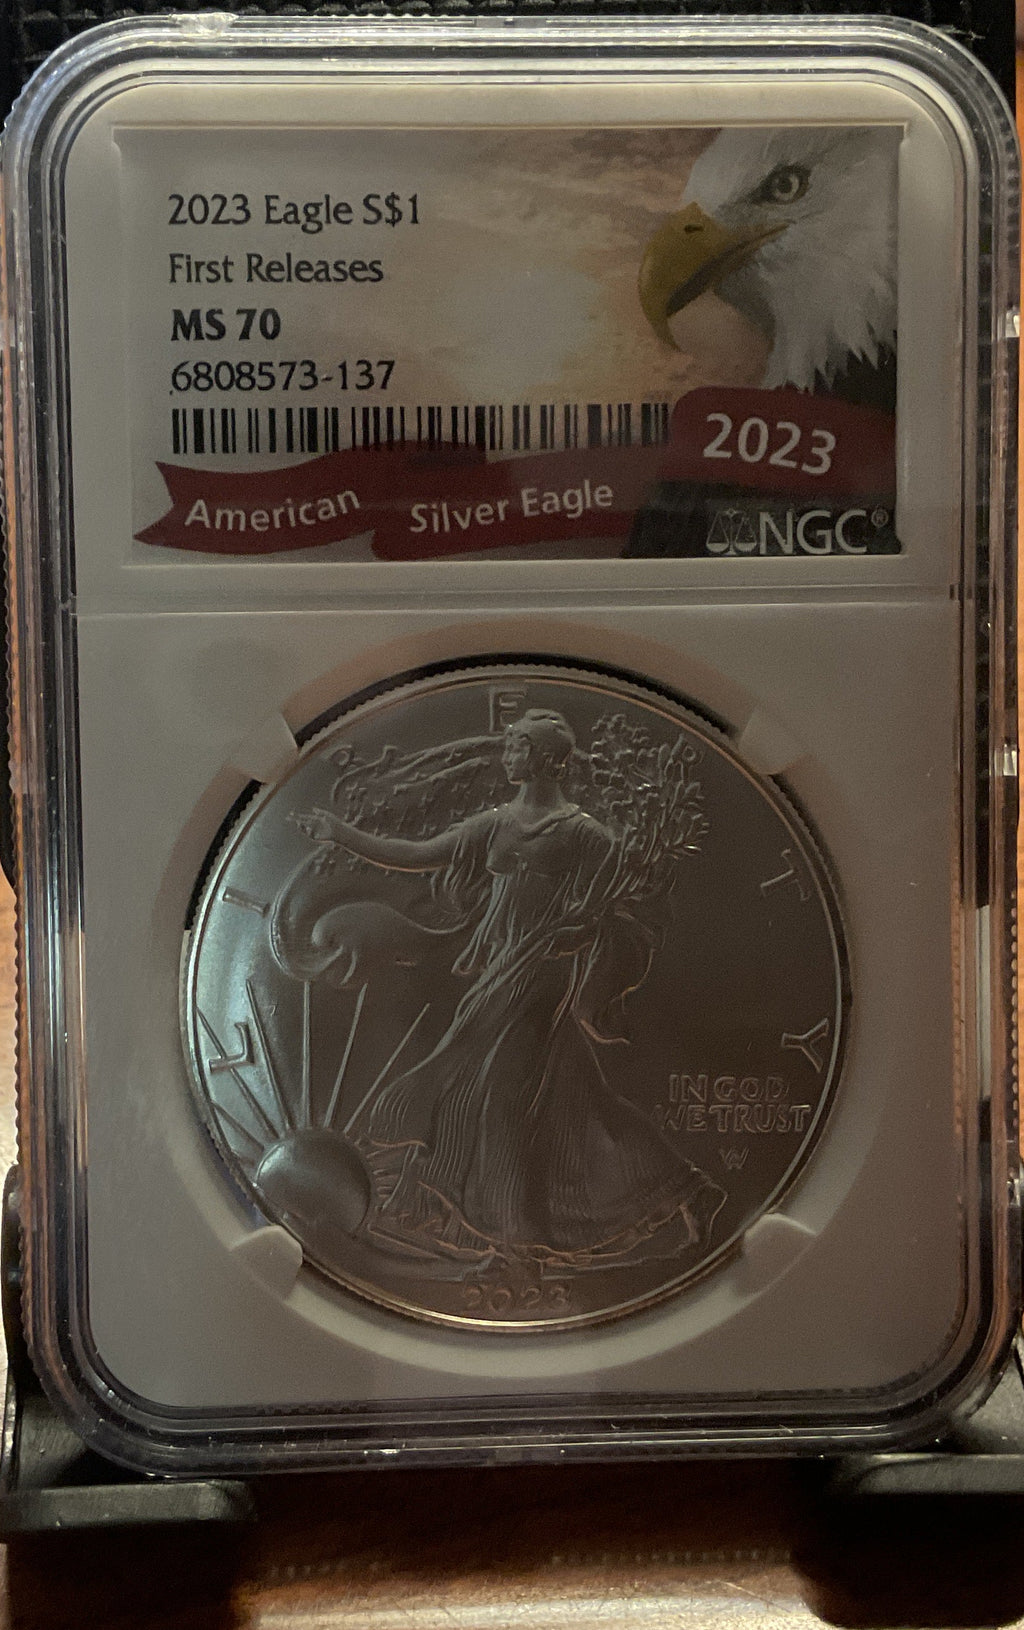 2023 Eagle S$1
First Releases
MS 70
6808573-137
2023
American Silver Eagle
NGC®
LIBERTY
IN GOD
WE TRUST
W
2023